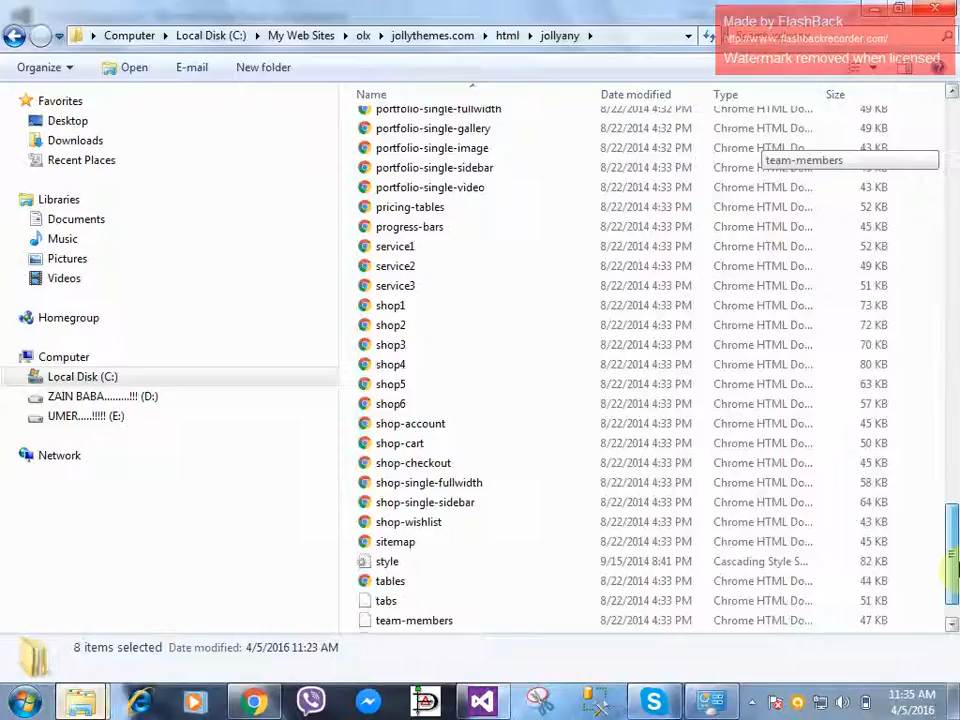 Made by FlashBack
http://www.flashbackrecorder.com/
Watermark removed when licensed
Computer Local Disk (C:) My Web Sites olx jollythemes.com html jollyany
Organize Open E-mail New folder
Name Date modified Type Size
Favorites
Desktop
Downloads
Recent Places
Libraries
Documents
Music
Pictures
Videos
Homegroup
Computer
Local Disk (C:)
ZAIN BABA.........!!! (D:)
UMER.....!!!!! (E:)
Network
portfolio-single-fullwidth 8/22/2014 4:32 PM Chrome HTML Do... 49 KB
portfolio-single-gallery 8/22/2014 4:32 PM Chrome HTML Do... 49 KB
portfolio-single-image 8/22/2014 4:32 PM Chrome HTML Do... 43 KB
team-members
portfolio-single-sidebar 8/22/2014 4:33 PM Chrome HTML Do... KB
portfolio-single-video 8/22/2014 4:33 PM Chrome HTML Do... 43 KB
pricing-tables 8/22/2014 4:33 PM Chrome HTML Do... 52 KB
progress-bars 8/22/2014 4:33 PM Chrome HTML Do... 45 KB
service1 8/22/2014 4:33 PM Chrome HTML Do... 52 KB
service2 8/22/2014 4:33 PM Chrome HTML Do... 49 KB
service3 8/22/2014 4:33 PM Chrome HTML Do... 51 KB
shop1 8/22/2014 4:33 PM Chrome HTML Do... 73 KB
shop2 8/22/2014 4:33 PM Chrome HTML Do... 72 KB
shop3 8/22/2014 4:33 PM Chrome HTML Do... 70 KB
shop4 8/22/2014 4:33 PM Chrome HTML Do... 80 KB
shop5 8/22/2014 4:33 PM Chrome HTML Do... 63 KB
shop6 8/22/2014 4:33 PM Chrome HTML Do... 57 KB
shop-account 8/22/2014 4:33 PM Chrome HTML Do... 45 KB
shop-cart 8/22/2014 4:33 PM Chrome HTML Do... 50 KB
shop-checkout 8/22/2014 4:33 PM Chrome HTML Do... 45 KB
shop-single-fullwidth 8/22/2014 4:33 PM Chrome HTML Do... 58 KB
shop-single-sidebar 8/22/2014 4:33 PM Chrome HTML Do... 64 KB
shop-wishlist 8/22/2014 4:33 PM Chrome HTML Do... 43 KB
sitemap 8/22/2014 4:33 PM Chrome HTML Do... 45 KB
style 9/15/2014 8:41 PM Cascading Style S... 82 KB
tables 8/22/2014 4:33 PM Chrome HTML Do... 44 KB
tabs 8/22/2014 4:33 PM Chrome HTML Do... 51 KB
team-members 8/22/2014 4:33 PM Chrome HTML Do... 47 KB
8 items selected Date modified: 4/5/2016 11:23 AM
11:35 AM
4/5/2016